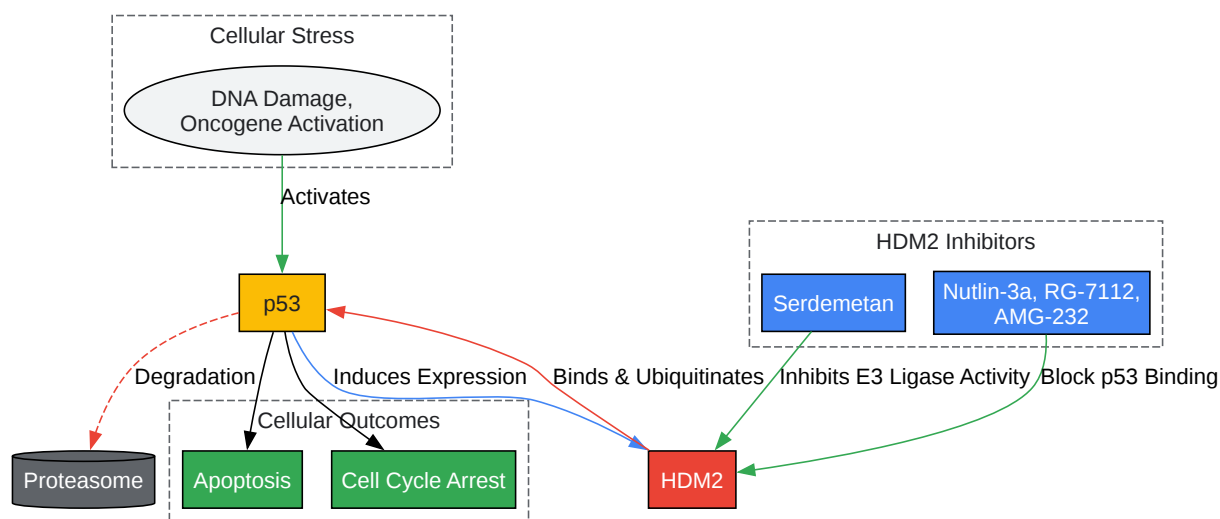 Cellular Stress
DNA Damage,
Oncogene Activation
Activates
HDM2 Inhibitors
p53
Serdemetan
Nutlin-3a, RG-7112,
AMG-232
Degradation
Induces Expression
Binds & Ubiquitinates
Inhibits E3 Ligase Activity
Block p53 Binding
Cellular Outcomes
Proteasome
Apoptosis
Cell Cycle Arrest
HDM2